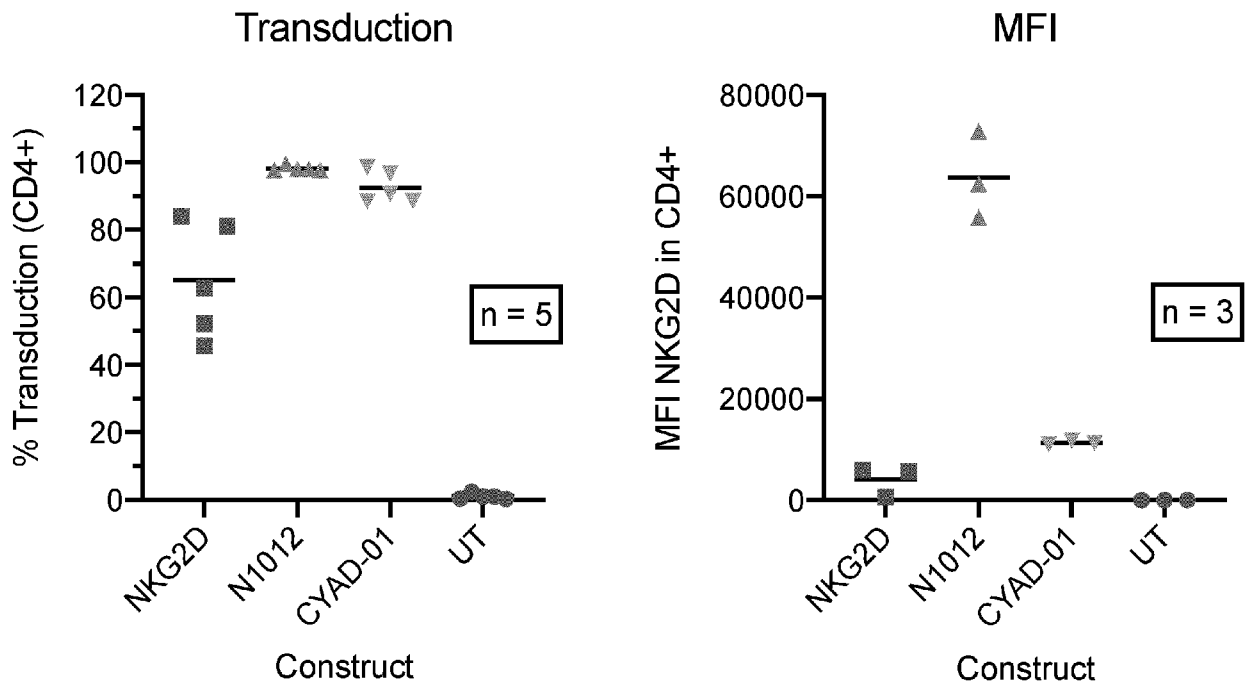 Transduction
% Transduction (CD4+)
120
100
80
60
40
20
0
n = 5
NKG2D
N1012
CYAD-01
UT
Construct
MFI
MFI NKG2D in CD4+
80000
60000
40000
20000
0
n = 3
NKG2D
N1012
CYAD-01
UT
Construct